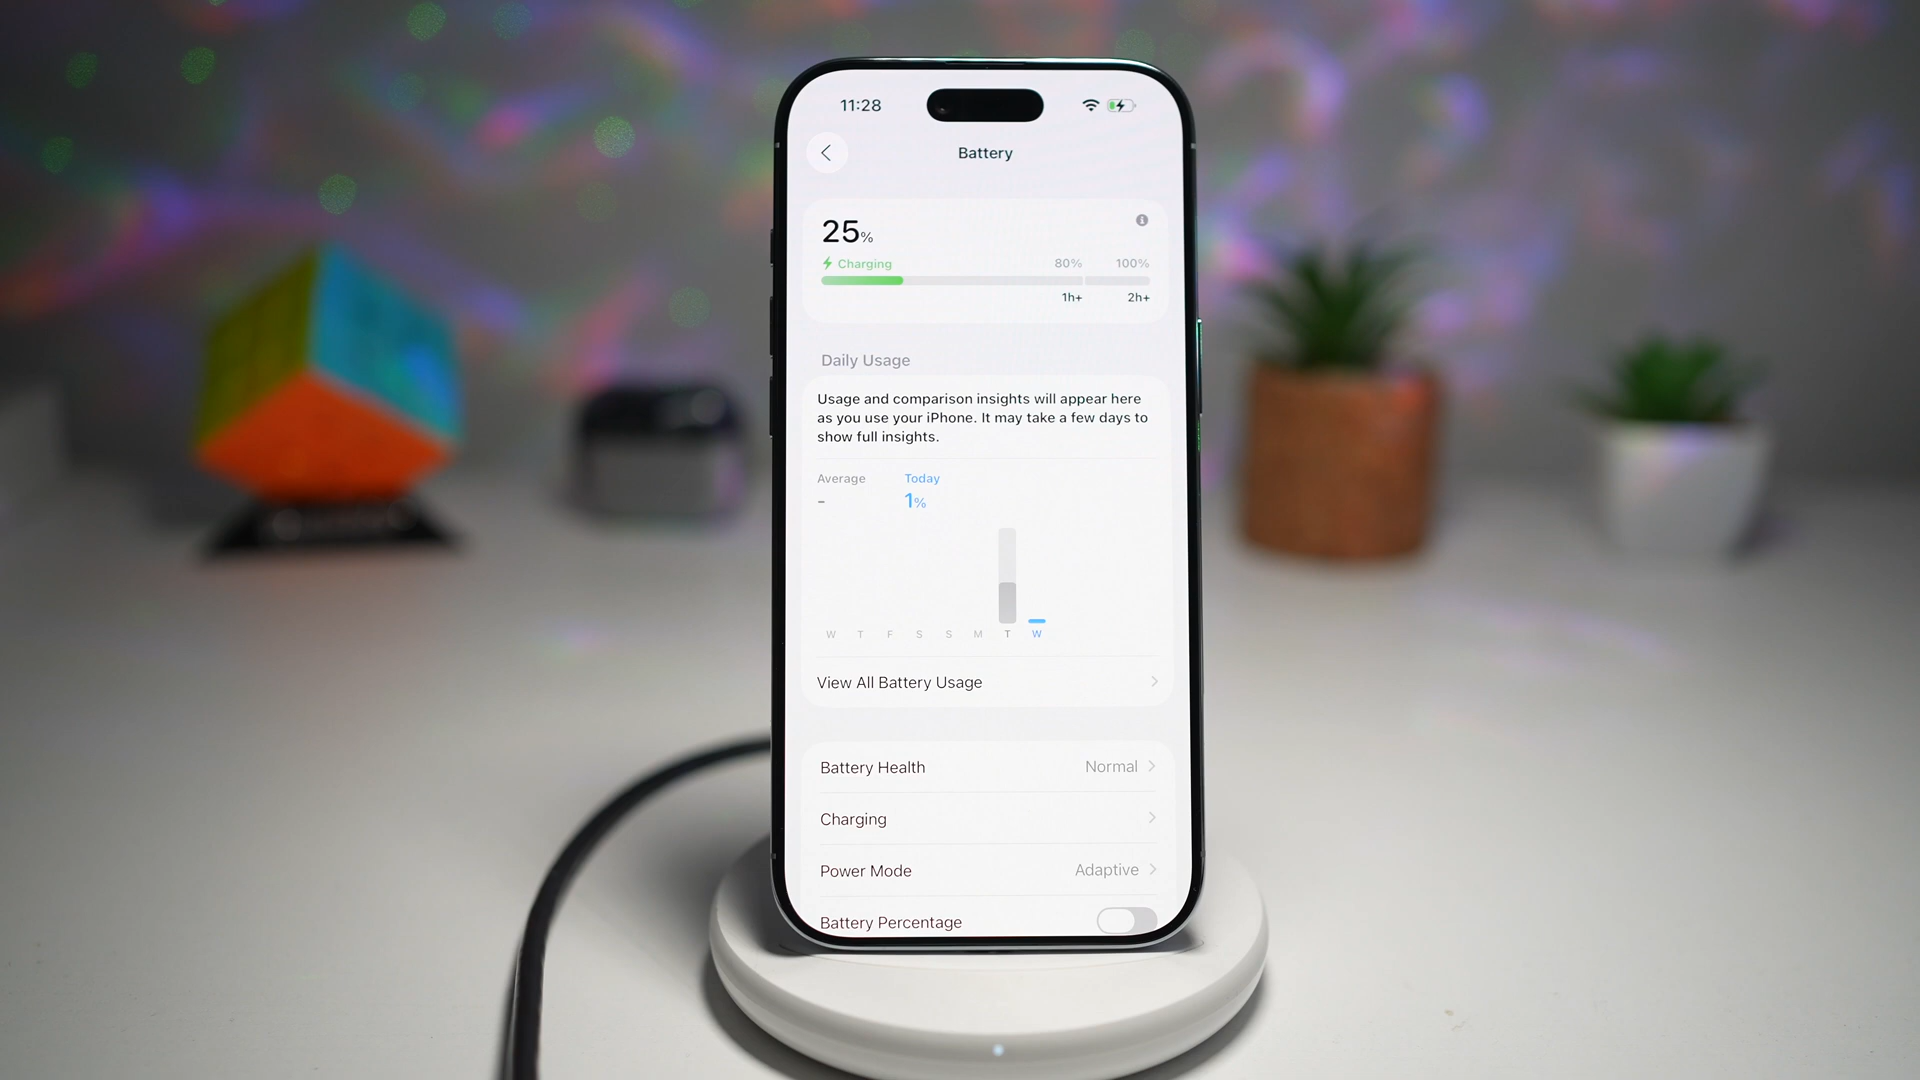 11:28
Battery
25%
Charging 80% 100%
1h+ 2h+
Daily Usage
Usage and comparison insights will appear here
as you use your iPhone. It may take a few days to
show full insights.
Average Today
- 1%
W T F S S M T W
View All Battery Usage
Battery Health Normal
Charging
Power Mode Adaptive
Battery Percentage